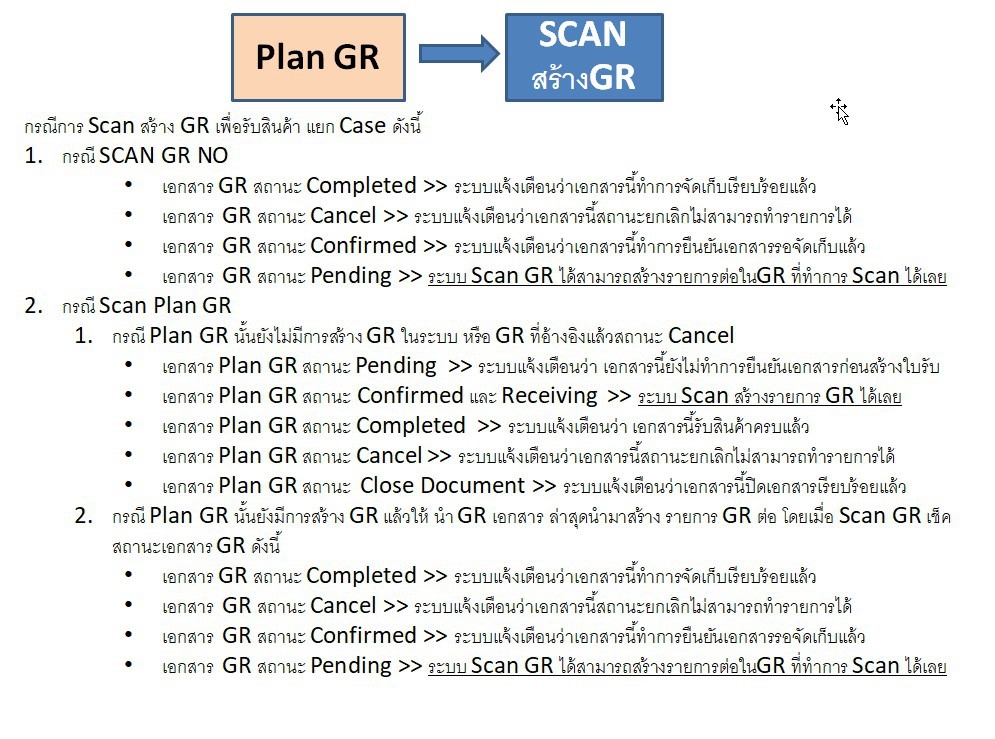 Plan GR
SCAN
สร้างGR
กรณีการ Scan สร้าง GR เพื่อรับสินค้า แยก Case ดังนี้
1. กรณี SCAN GR NO
• เอกสาร GR สถานะ Completed >> ระบบแจ้งเตือนว่าเอกสารนี้ทำการจัดเก็บเรียบร้อยแล้ว
• เอกสาร GR สถานะ Cancel >> ระบบแจ้งเตือนว่าเอกสารนี้สถานะยกเลิกไม่สามารถทำรายการได้
• เอกสาร GR สถานะ Confirmed >> ระบบแจ้งเตือนว่าเอกสารนี้ทำการยืนยันเอกสารรอจัดเก็บแล้ว
• เอกสาร GR สถานะ Pending >> ระบบ Scan GR ได้สามารถสร้างรายการต่อในGR ที่ทำการ Scan ได้เลย
2. กรณี Scan Plan GR
1. กรณี Plan GR นั้นยังไม่มีการสร้าง GR ในระบบ หรือ GR ที่อ้างอิงแล้วสถานะ Cancel
• เอกสาร Plan GR สถานะ Pending >> ระบบแจ้งเตือนว่า เอกสารนี้ยังไม่ทำการยืนยันเอกสารก่อนสร้างใบรับ
• เอกสาร Plan GR สถานะ Confirmed และ Receiving >> ระบบ Scan สร้างรายการ GR ได้เลย
• เอกสาร Plan GR สถานะ Completed >> ระบบแจ้งเตือนว่า เอกสารนี้รับสินค้าครบแล้ว
• เอกสาร Plan GR สถานะ Cancel >> ระบบแจ้งเตือนว่าเอกสารนี้สถานะยกเลิกไม่สามารถทำรายการได้
• เอกสาร Plan GR สถานะ Close Document >> ระบบแจ้งเตือนว่าเอกสารนี้ปิดเอกสารเรียบร้อยแล้ว
2. กรณี Plan GR นั้นยังมีการสร้าง GR แล้วให้ นำ GR เอกสาร ล่าสุดนำมาสร้าง รายการ GR ต่อ โดยเมื่อ Scan GR เช็ค
สถานะเอกสาร GR ดังนี้
• เอกสาร GR สถานะ Completed >> ระบบแจ้งเตือนว่าเอกสารนี้ทำการจัดเก็บเรียบร้อยแล้ว
• เอกสาร GR สถานะ Cancel >> ระบบแจ้งเตือนว่าเอกสารนี้สถานะยกเลิกไม่สามารถทำรายการได้
• เอกสาร GR สถานะ Confirmed >> ระบบแจ้งเตือนว่าเอกสารนี้ทำการยืนยันเอกสารรอจัดเก็บแล้ว
• เอกสาร GR สถานะ Pending >> ระบบ Scan GR ได้สามารถสร้างรายการต่อในGR ที่ทำการ Scan ได้เลย